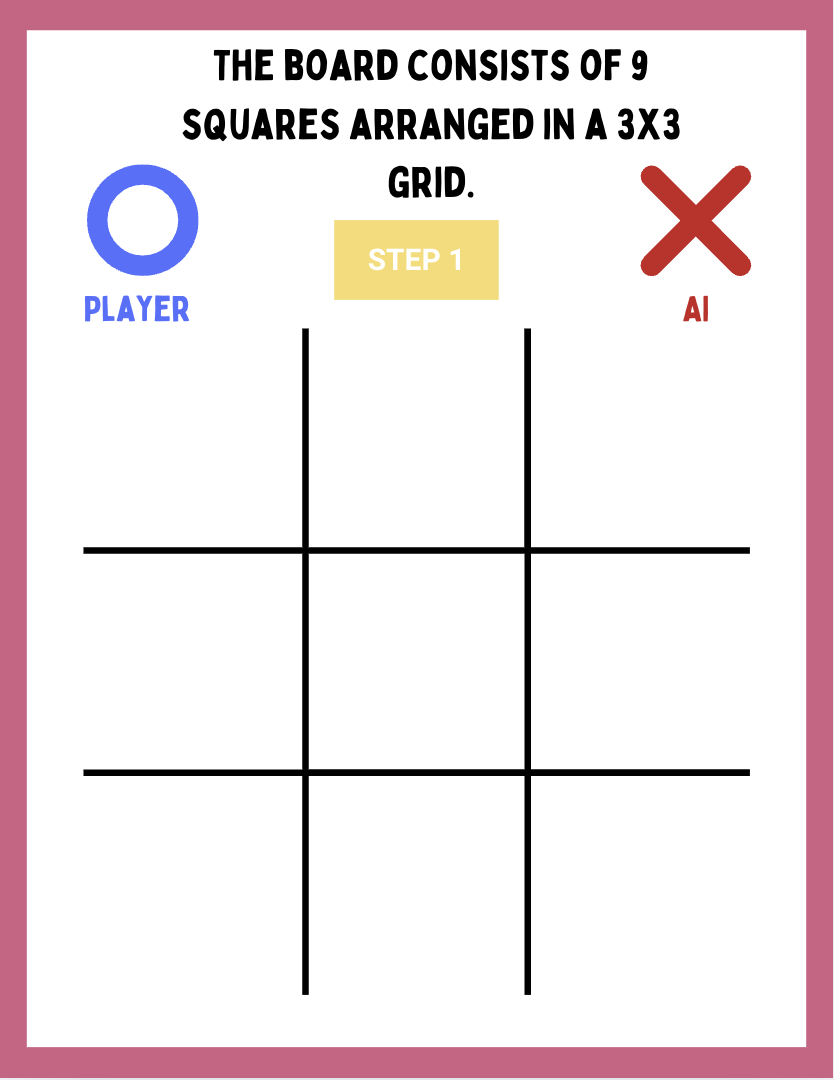 THE BOARD CONSISTS OF 9
SQUARES ARRANGED IN A 3X3
GRID.
STEP 1
PLAYER
AI